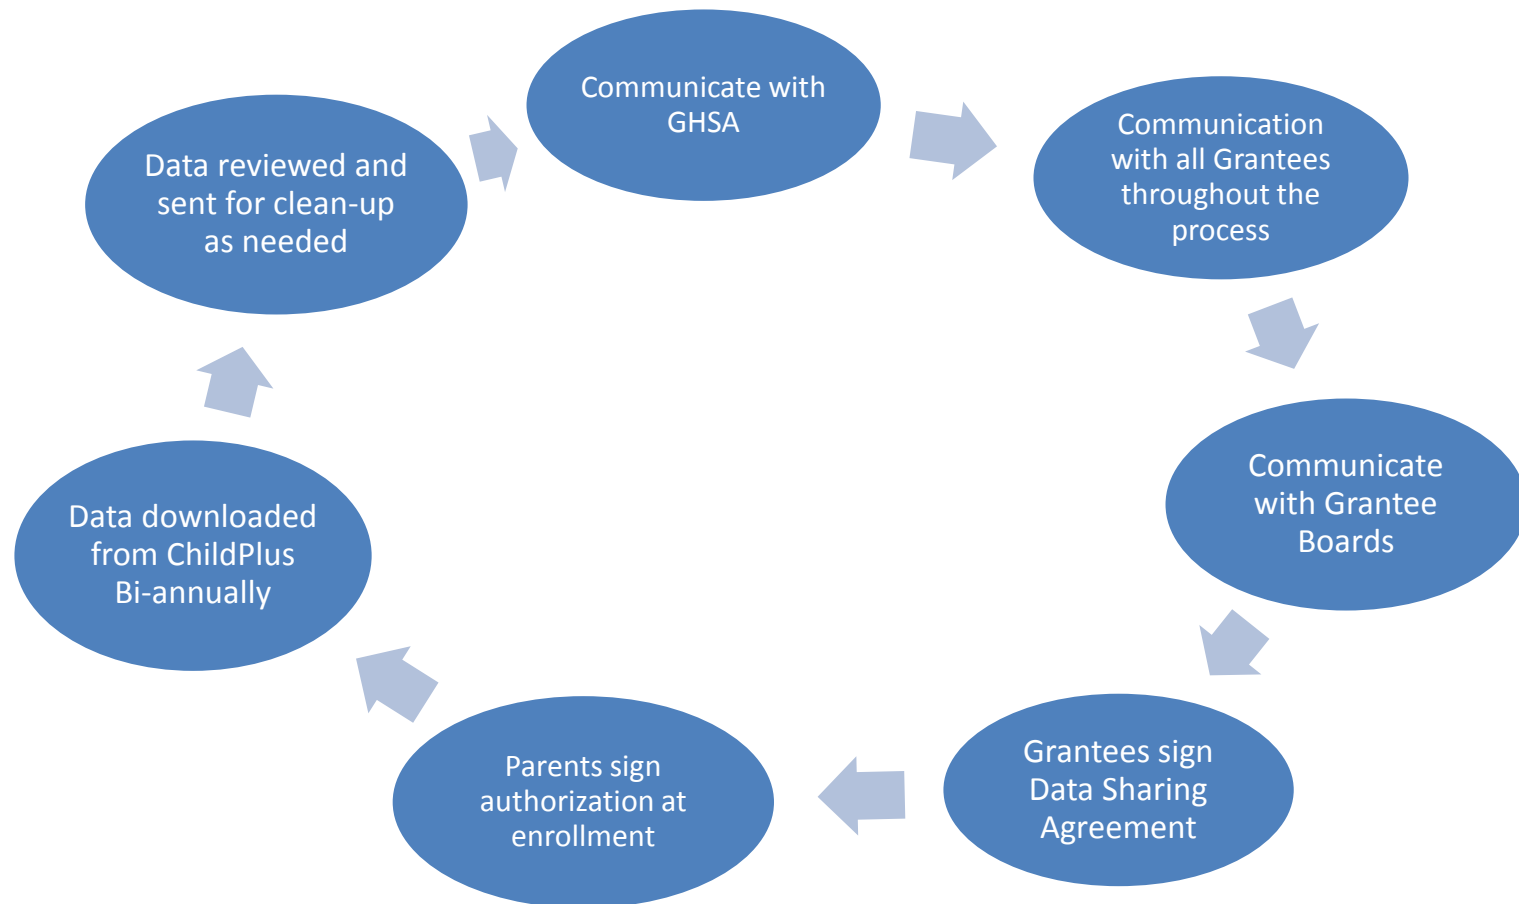 Communicate with
GHSA
Communication
with all Grantees
throughout the
process
Communicate
with Grantee
Boards
Grantees sign
Data Sharing
Agreement
Parents sign
authorization at
enrollment
Data downloaded
from ChildPlus
Bi-annually
Data reviewed and
sent for clean-up
as needed